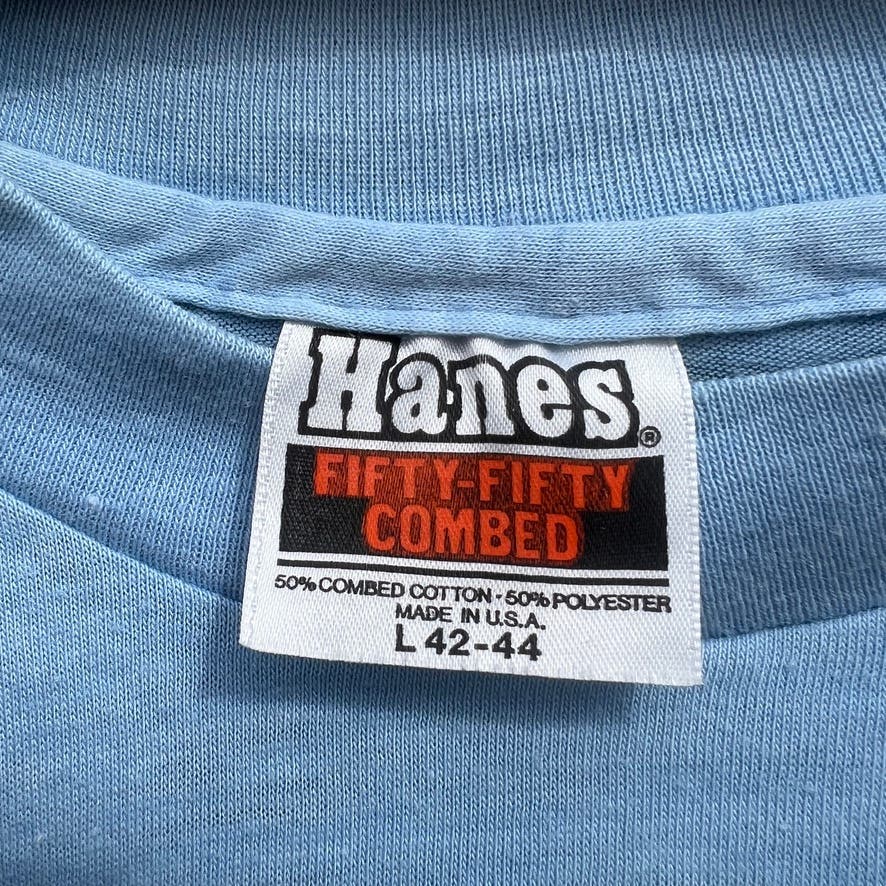 Hanes®
FIFTY-FIFTY
COMBED
50% COMBED COTTON - 50% POLYESTER
MADE IN U.S.A.
L 42-44